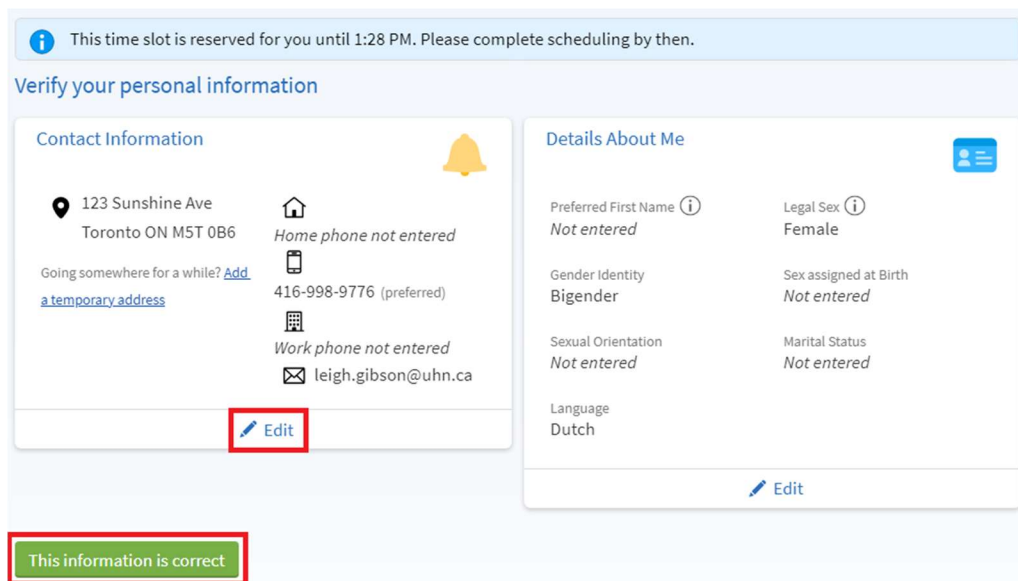 This time slot is reserved for you until 1:28 PM. Please complete scheduling by then.
Verify your personal information
Contact Information
123 Sunshine Ave
Toronto ON M5T 0B6
Going somewhere for a while? Add
a temporary address
Home phone not entered
416-998-9776 (preferred)
Work phone not entered
leigh.gibson@uhn.ca
Edit
Details About Me
Preferred First Name
Not entered
Legal Sex
Female
Gender Identity
Bigender
Sex assigned at Birth
Not entered
Sexual Orientation
Not entered
Marital Status
Not entered
Language
Dutch
Edit
This information is correct